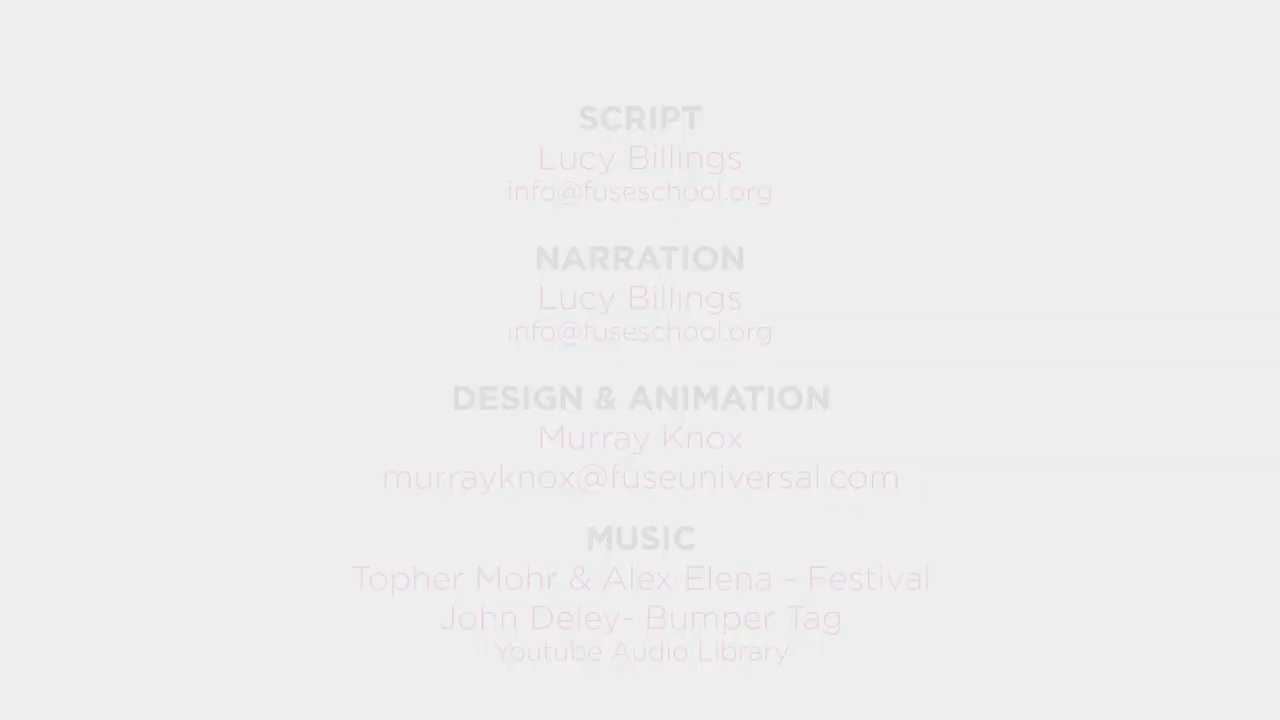 SCRIPT
Lucy Billings
info@fuseschool.org
NARRATION
Lucy Billings
info@fuseschool.org
DESIGN & ANIMATION
Murray Knox
murrayknox@fuseuniversal.com
MUSIC
Topher Mohr & Alex Elena - Festival
John Deley- Bumper Tag
Youtube Audio Library